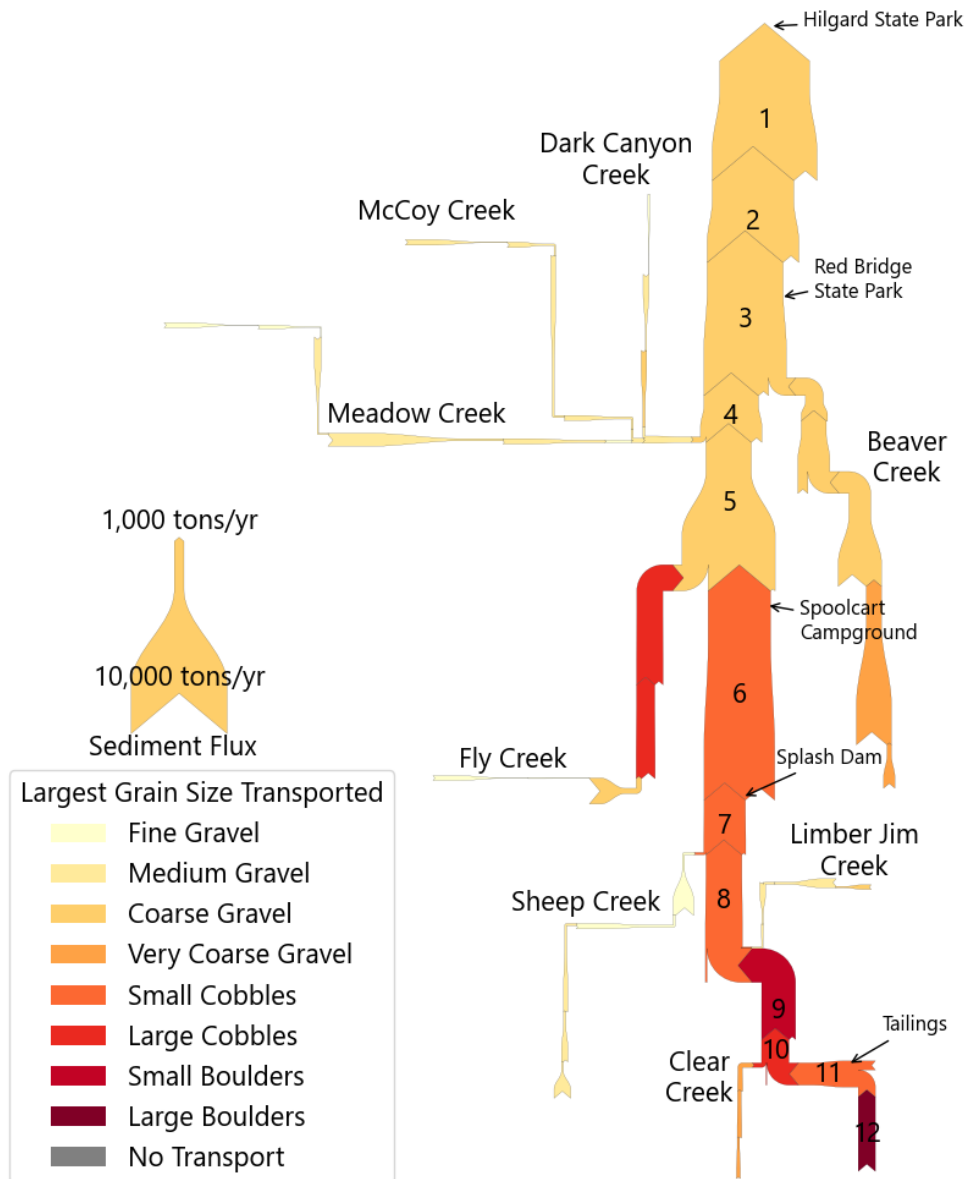 Hilgard State Park
1
Dark Canyon
Creek
McCoy Creek
2
Red Bridge
State Park
3
Meadow Creek
4
Beaver
Creek
5
1,000 tons/yr
Spoolcart
Campground
10,000 tons/yr
6
Sediment Flux
Fly Creek
Splash Dam
7
Limber Jim
Creek
Sheep Creek
8
9
Tailings
10
Clear
Creek
11
12
Largest Grain Size Transported
Fine Gravel
Medium Gravel
Coarse Gravel
Very Coarse Gravel
Small Cobbles
Large Cobbles
Small Boulders
Large Boulders
No Transport